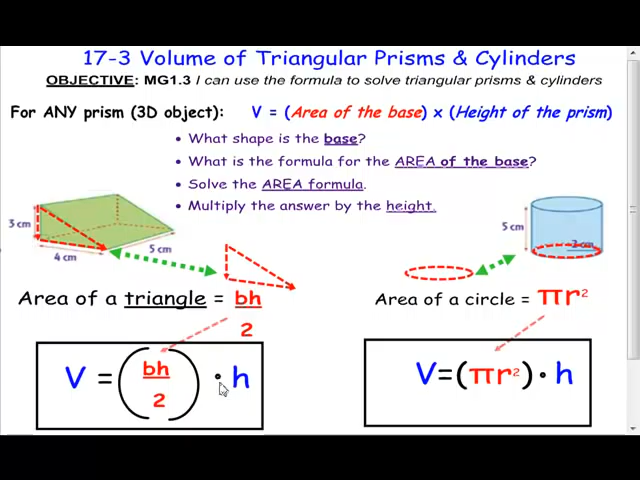 17-3 Volume of Triangular Prisms & Cylinders
OBJECTIVE: MG1.3 I can use the formula to solve triangular prisms & cylinders
For ANY prism (3D object): V = (Area of the base) x (Height of the prism)
• What shape is the base?
• What is the formula for the AREA of the base?
• Solve the AREA formula.
• Multiply the answer by the height.
3 cm
4 cm
5 cm
5 cm
2 cm
Area of a triangle = bh
2
Area of a circle = πr²
V = (bh
2) · h
V=(πr²)·h